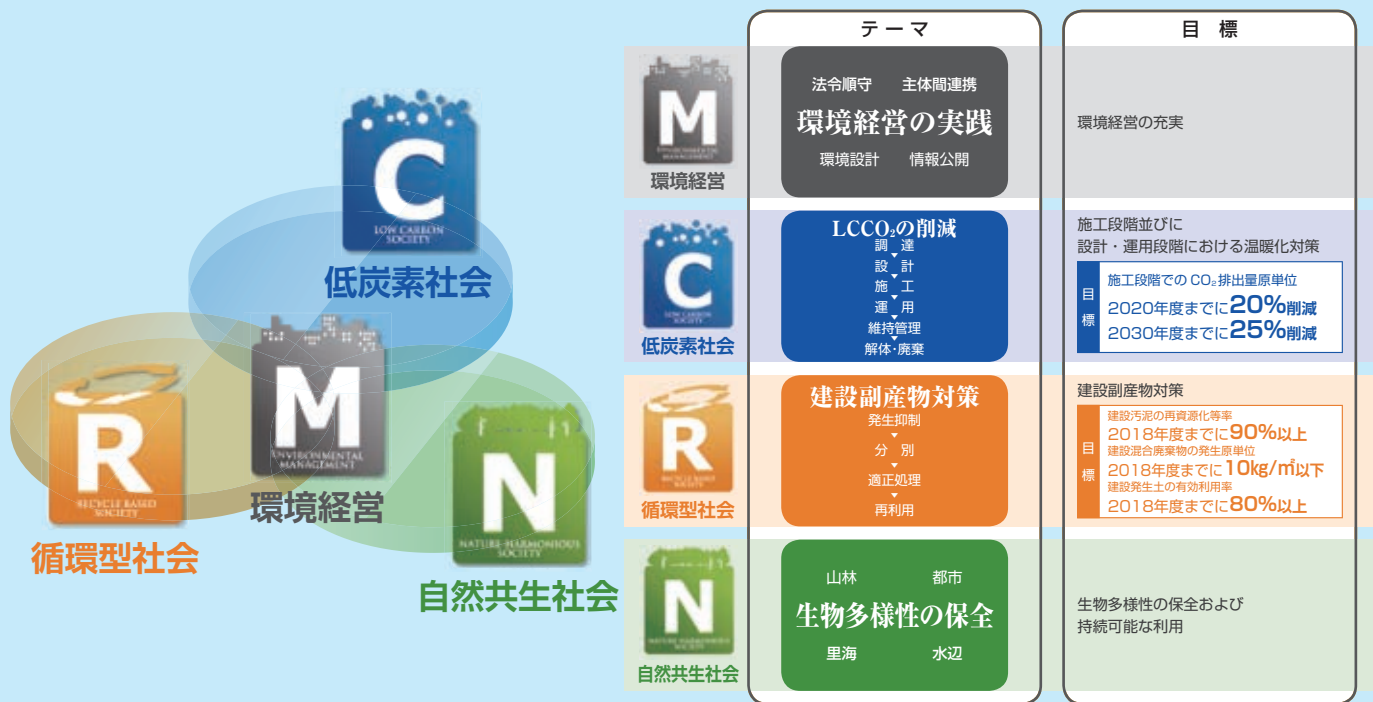 C
LOW CARBON
SOCIETY
低炭素社会
R
RECYCLE BASED
SOCIETY
循環型社会
M
ENVIRONMENTAL
MANAGEMENT
環境経営
N
NATURE-HARMONIOUS
SOCIETY
自然共生社会
テーマ
目 標
M
ENVIRONMENTAL
MANAGEMENT
環境経営
法令順守 主体間連携
環境経営の実践
環境設計 情報公開
環境経営の充実
C
LOW CARBON
SOCIETY
低炭素社会
LCCO₂の削減
調 達
設 計
施 工
運 用
維持管理
解体・廃棄
施工段階並びに
設計・運用段階における温暖化対策
目標
施工段階での CO₂ 排出量原単位
2020年度までに20%削減
2030年度までに25%削減
R
RECYCLE BASED
SOCIETY
循環型社会
建設副産物対策
発生抑制
分 別
適正処理
再利用
建設副産物対策
目標
建設汚泥の再資源化等率
2018年度までに90%以上
建設混合廃棄物の発生原単位
2018年度までに10kg/㎡以下
建設発生土の有効利用率
2018年度までに80%以上
N
NATURE-HARMONIOUS
SOCIETY
自然共生社会
山林 都市
生物多様性の保全
里海 水辺
生物多様性の保全および
持続可能な利用